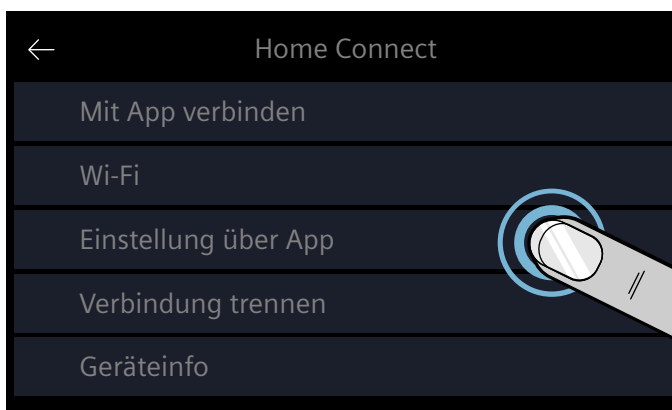 Home Connect
Mit App verbinden
Wi-Fi
Einstellung über App
Verbindung trennen
Geräteinfo